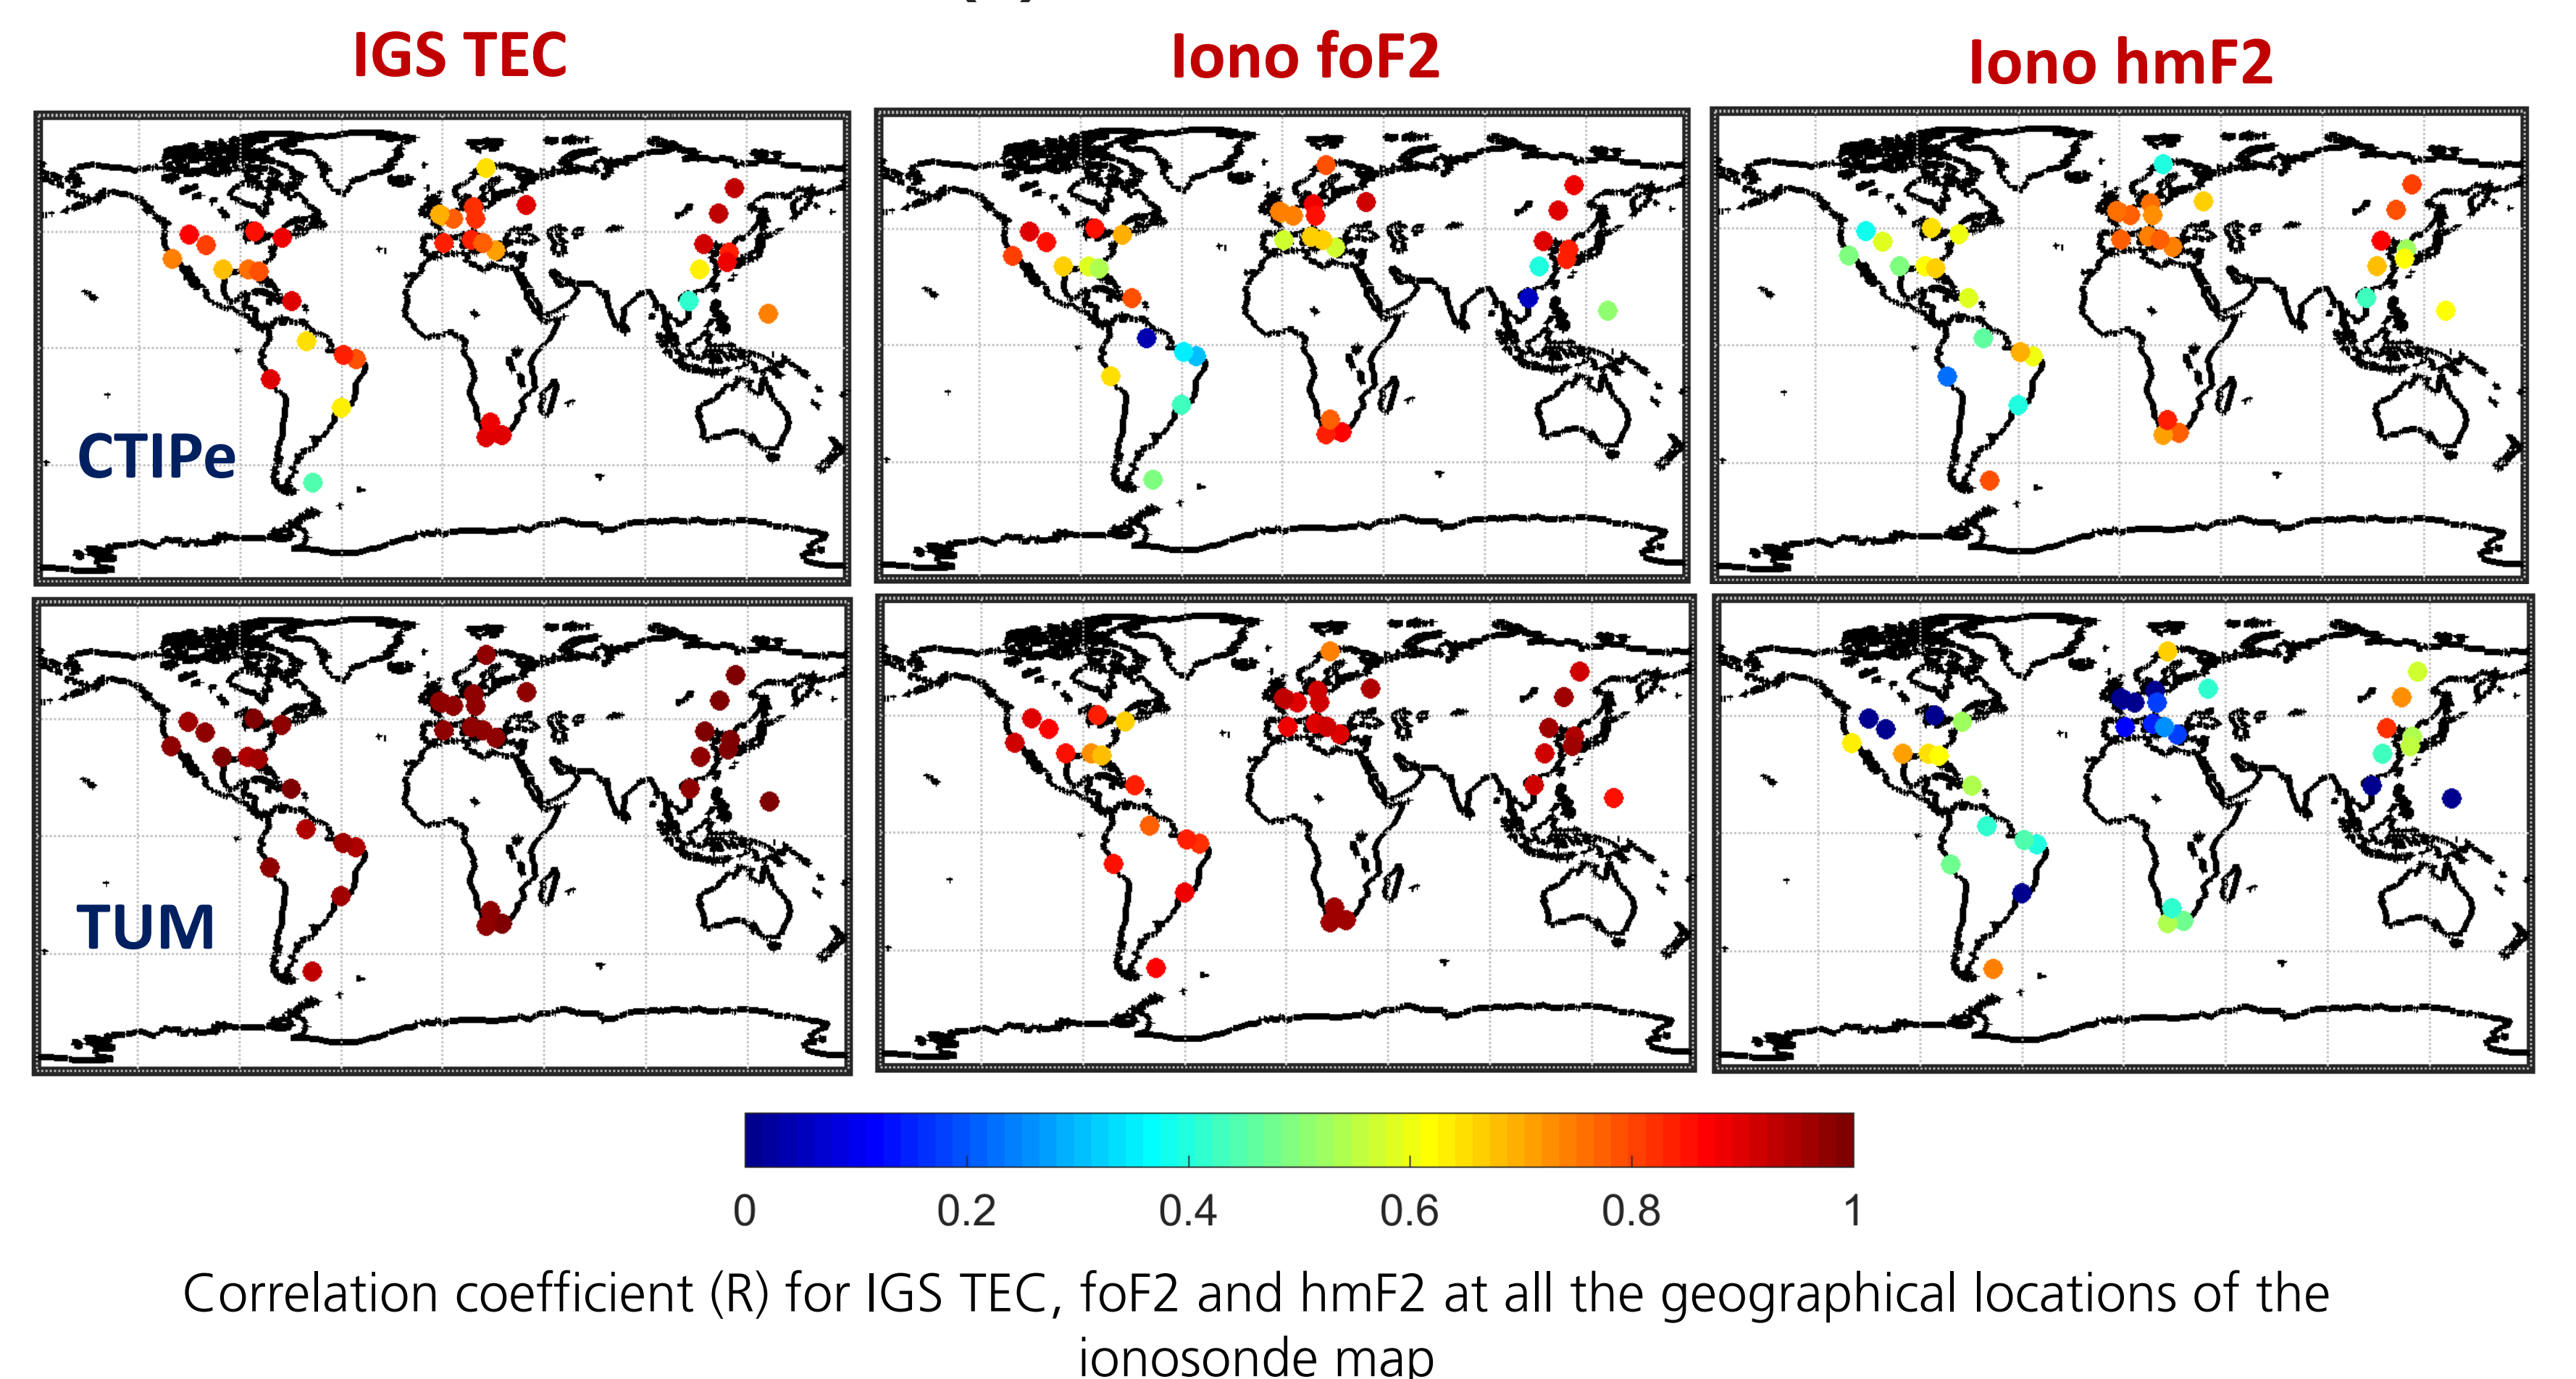 IGS TEC
Iono foF2
Iono hmF2
CTIPe
TUM
0 0.2 0.4 0.6 0.8 1
Correlation coefficient (R) for IGS TEC, foF2 and hmF2 at all the geographical locations of the
ionosonde map